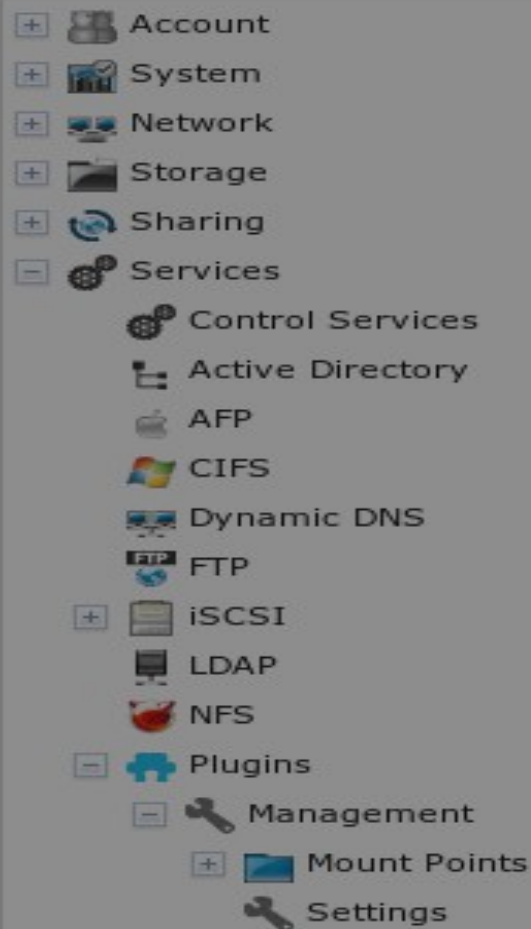 Account
System
Network
Storage
Sharing
Services
Control Services
Active Directory
AFP
CIFS
Dynamic DNS
FTP
FTP
iSCSI
LDAP
NFS
Plugins
Management
Mount Points
Settings